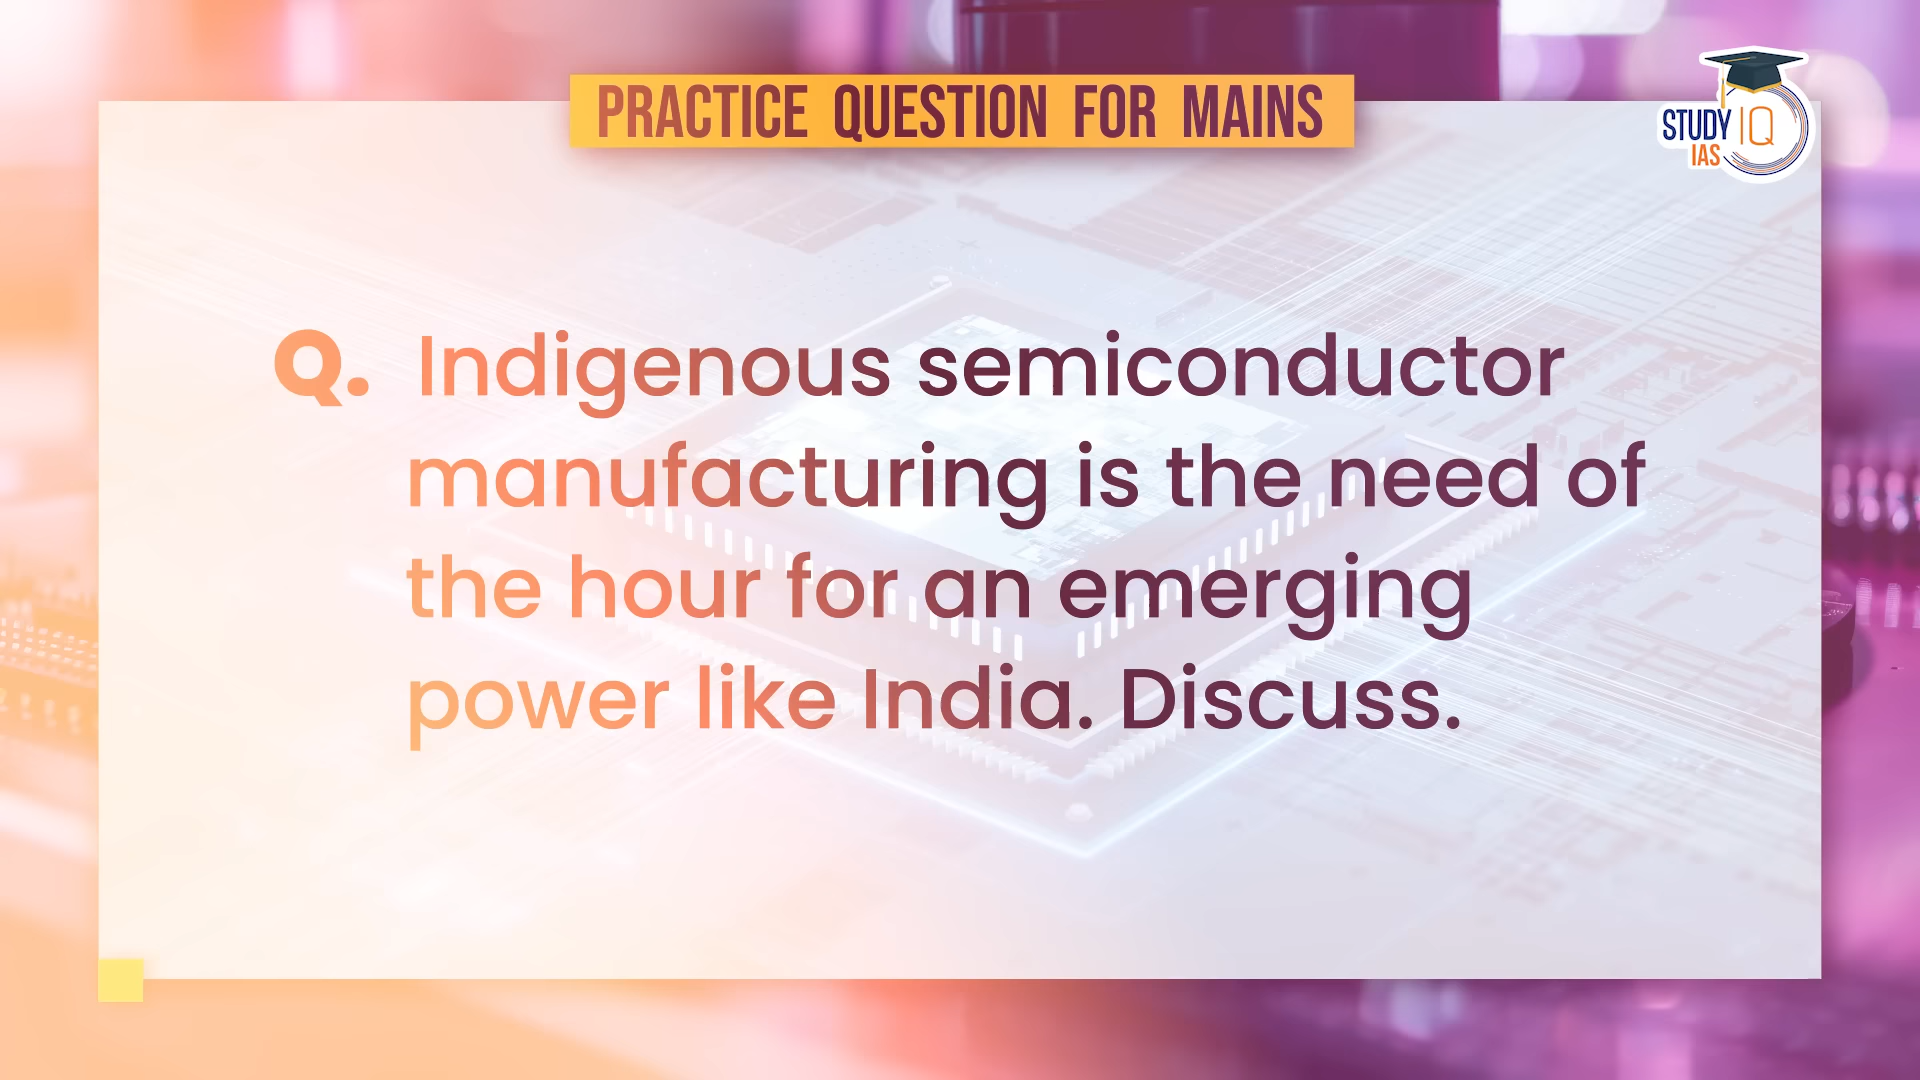 PRACTICE QUESTION FOR MAINS
STUDY IQ
IAS
Q. Indigenous semiconductor
manufacturing is the need of
the hour for an emerging
power like India. Discuss.